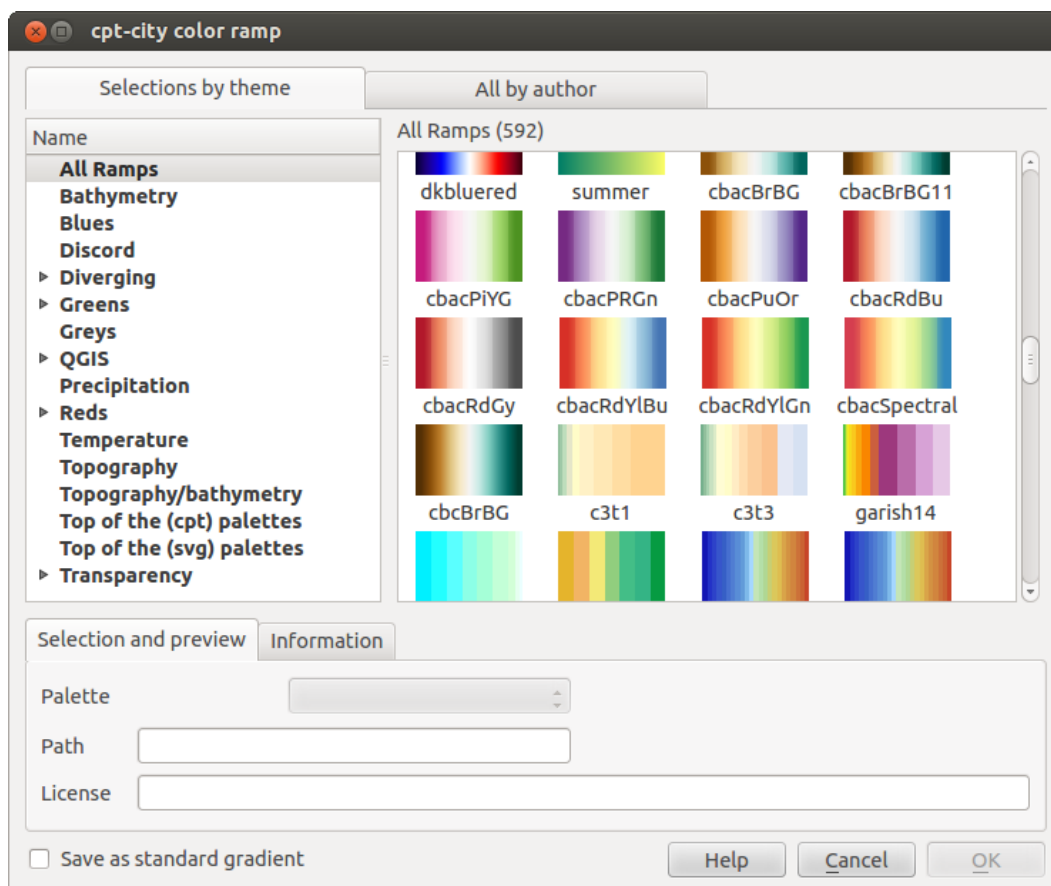 cpt-city color ramp
Selections by theme
All by author
Name
All Ramps
Bathymetry
Blues
Discord
Diverging
Greens
Greys
QGIS
Precipitation
Reds
Temperature
Topography
Topography/bathymetry
Top of the (cpt) palettes
Top of the (svg) palettes
Transparency
All Ramps (592)
dkbluered summer cbacBrBG cbacBrBG11
cbacPiYG cbacPRGn cbacPuOr cbacRdBu
cbacRdGy cbacRdYlBu cbacRdYlGn cbacSpectral
cbcBrBG c3t1 c3t3 garish14
Selection and preview
Information
Palette
Path
License
Save as standard gradient
Help
Cancel
OK